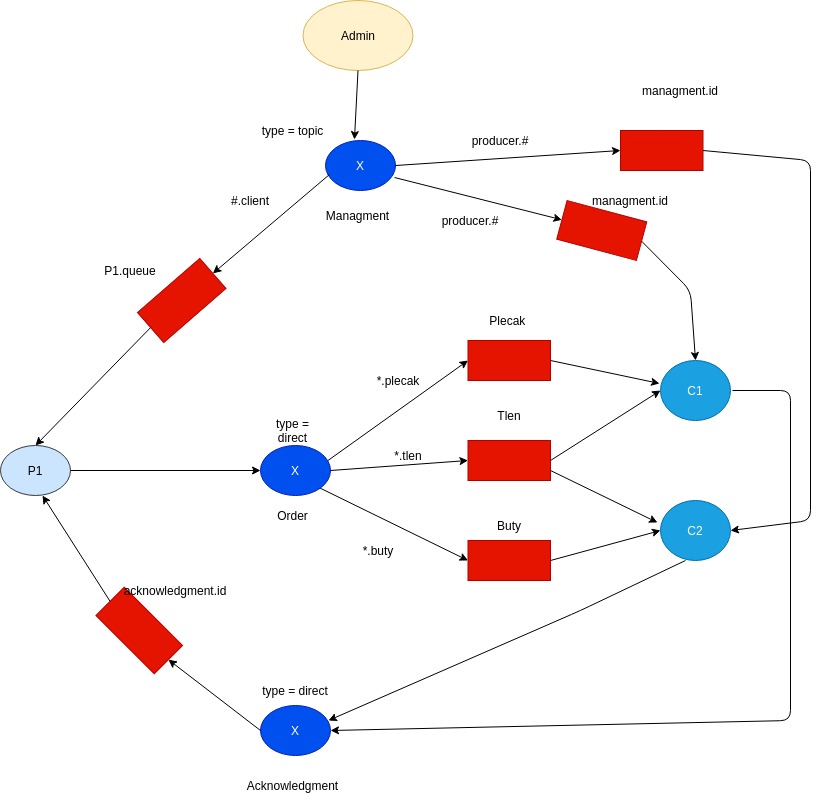 Admin
managment.id
type = topic
producer.#
X
#.client
managment.id
Managment
producer.#
P1.queue
Plecak
*.plecak
C1
Tlen
type =
direct
*.tlen
P1
X
Order
Buty
C2
*.buty
acknowledgment.id
type = direct
X
Acknowledgment